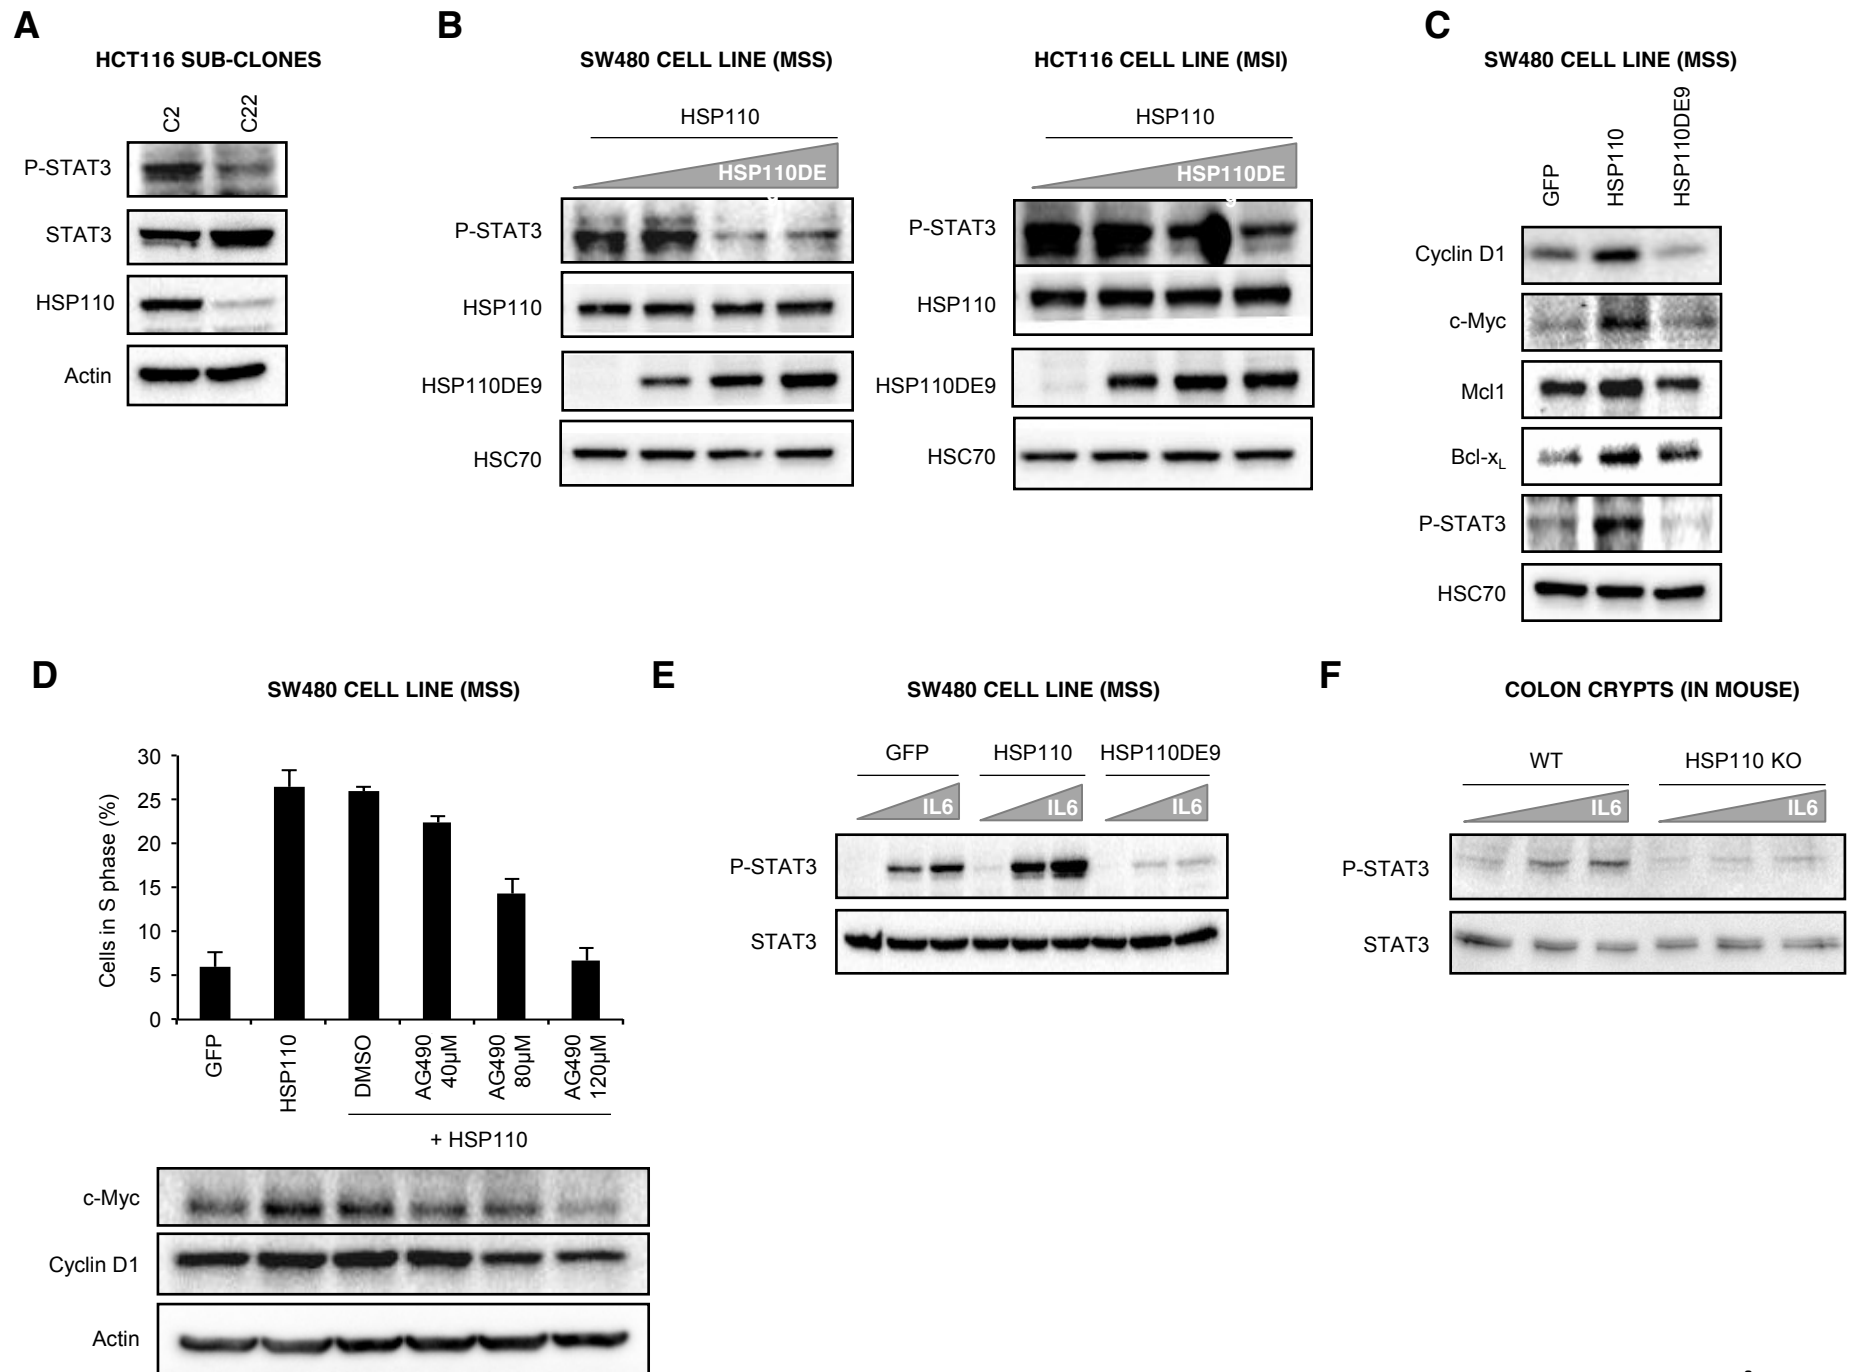 A
HCT116 SUB-CLONES
C2
C22
P-STAT3
STAT3
HSP110
Actin
B
SW480 CELL LINE (MSS)
HSP110
HSP110DE
P-STAT3
HSP110
HSP110DE9
HSC70
HCT116 CELL LINE (MSI)
HSP110
HSP110DE
9
P-STAT3
HSP110
HSP110DE9
HSC70
C
SW480 CELL LINE (MSS)
GFP
HSP110
HSP110DE9
Cyclin D1
c-Myc
Mcl1
Bcl-xL
P-STAT3
HSC70
D
SW480 CELL LINE (MSS)
Cells in S phase (%)
30
25
20
15
10
5
0
GFP
HSP110
DMSO
AG490
40µM
AG490
80µM
AG490
120µM
+ HSP110
c-Myc
Cyclin D1
Actin
E
SW480 CELL LINE (MSS)
GFP
HSP110
HSP110DE9
IL6
IL6
IL6
P-STAT3
STAT3
F
COLON CRYPTS (IN MOUSE)
WT
HSP110 KO
IL6
IL6
P-STAT3
STAT3